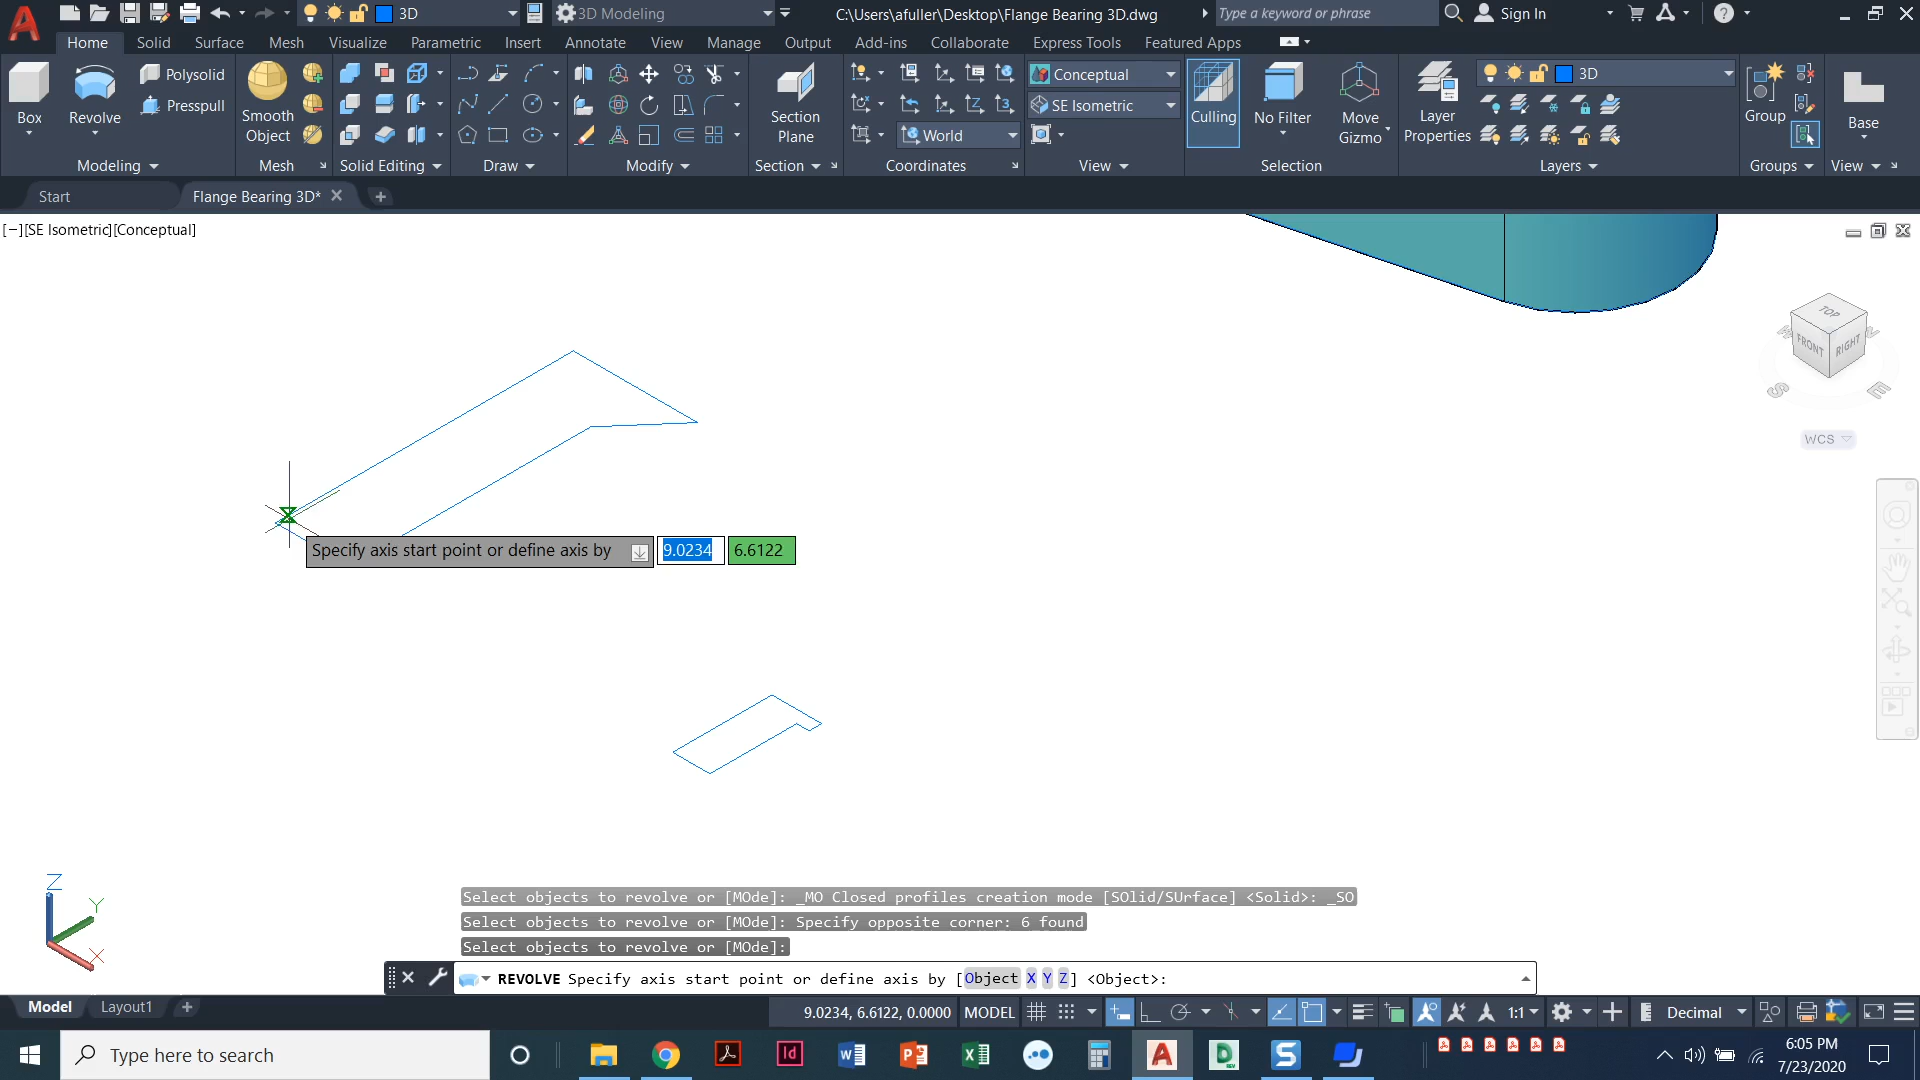 3D
3D Modeling
C:\Users\afuller\Desktop\Flange Bearing 3D.dwg
Type a keyword or phrase
Sign In
Home Solid Surface Mesh Visualize Parametric Insert Annotate View Manage Output Add-ins Collaborate Express Tools Featured Apps
Box
Revolve
Polysolid
Presspull
Smooth
Object
Section
Plane
World
Conceptual
SE Isometric
Culling
No Filter
Move
Gizmo
Layer
Properties
3D
Group
Base
Modeling
Mesh
Solid Editing
Draw
Modify
Section
Coordinates
View
Selection
Layers
Groups
View
Start
Flange Bearing 3D*
[−][SE Isometric][Conceptual]
TOP
FRONT
RIGHT
W
N
S
E
WCS
Specify axis start point or define axis by
9.0234
6.6122
Z
Y
X
Select objects to revolve or [MOde]: _MO Closed profiles creation mode [SOlid/SUrface] <Solid>: _SO
Select objects to revolve or [MOde]: Specify opposite corner: 6 found
Select objects to revolve or [MOde]:
REVOLVE Specify axis start point or define axis by [Object X Y Z] <Object>:
Model
Layout1
9.0234, 6.6122, 0.0000
MODEL
1:1
Decimal
Type here to search
6:05 PM
7/23/2020